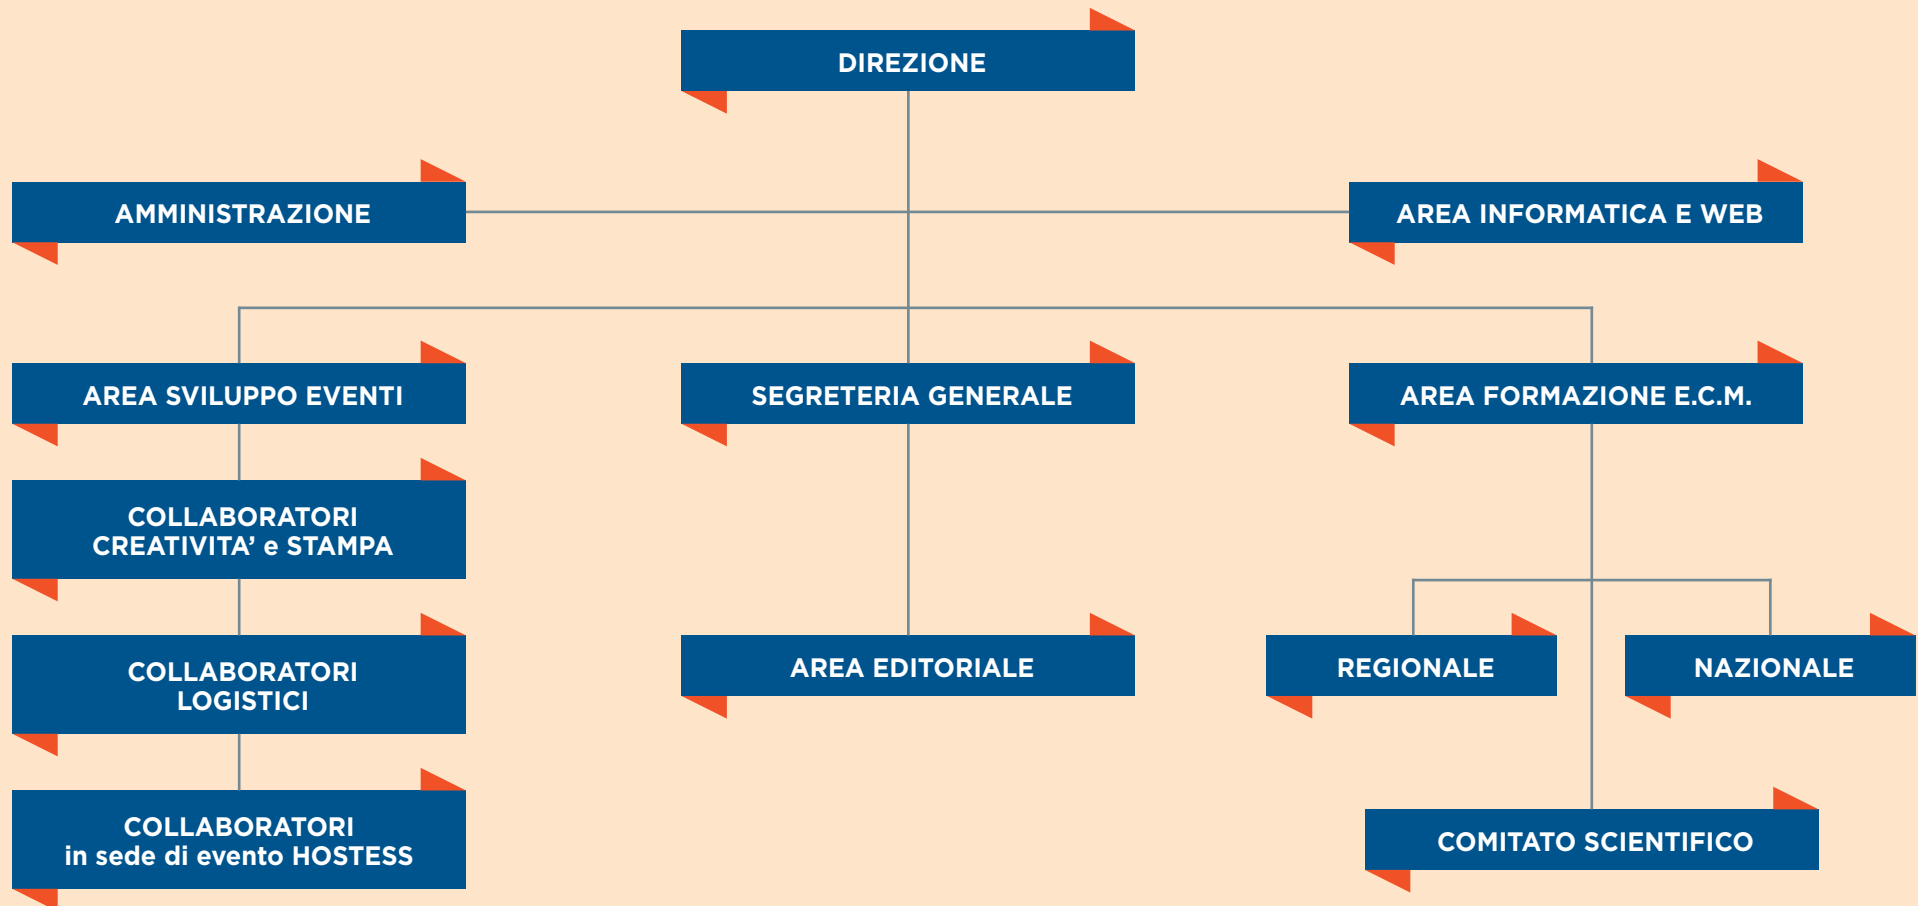 DIREZIONE
AMMINISTRAZIONE
AREA INFORMATICA E WEB
AREA SVILUPPO EVENTI
SEGRETERIA GENERALE
AREA FORMAZIONE E.C.M.
COLLABORATORI
CREATIVITA’ e STAMPA
COLLABORATORI
LOGISTICI
AREA EDITORIALE
REGIONALE
NAZIONALE
COLLABORATORI
in sede di evento HOSTESS
COMITATO SCIENTIFICO